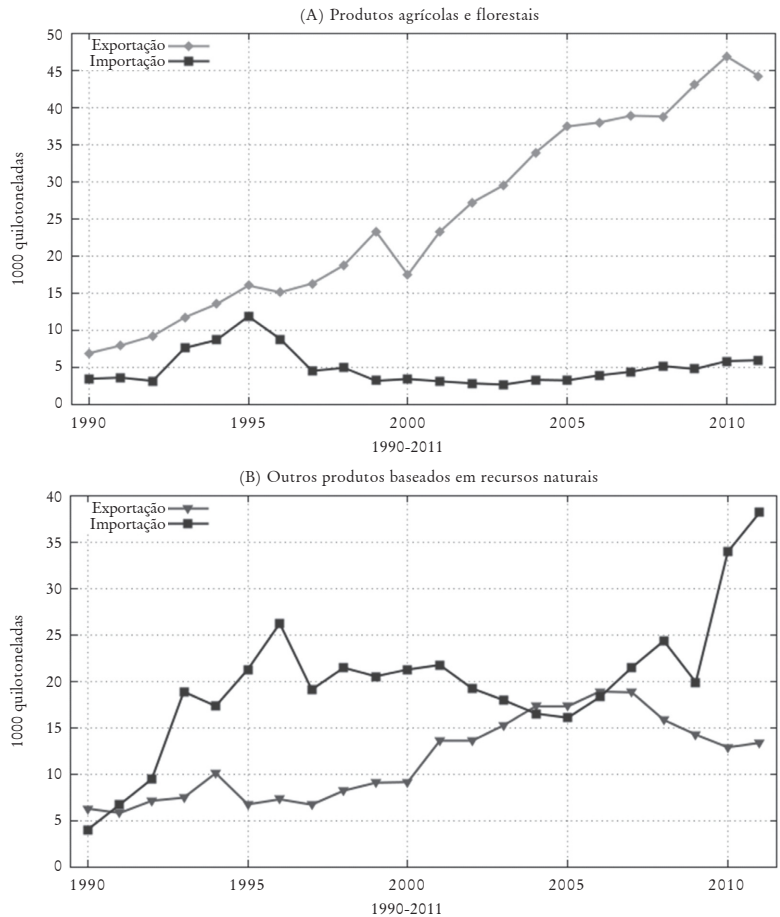 (A) Produtos agrícolas e florestais
Exportação
Importação
50
45
40
35
30
25
20
15
10
5
0
1000 quilotoneladas
1990 1995 2000 2005 2010
1990-2011
(B) Outros produtos baseados em recursos naturais
Exportação
Importação
40
35
30
25
20
15
10
5
0
1000 quilotoneladas
1990 1995 2000 2005 2010
1990-2011